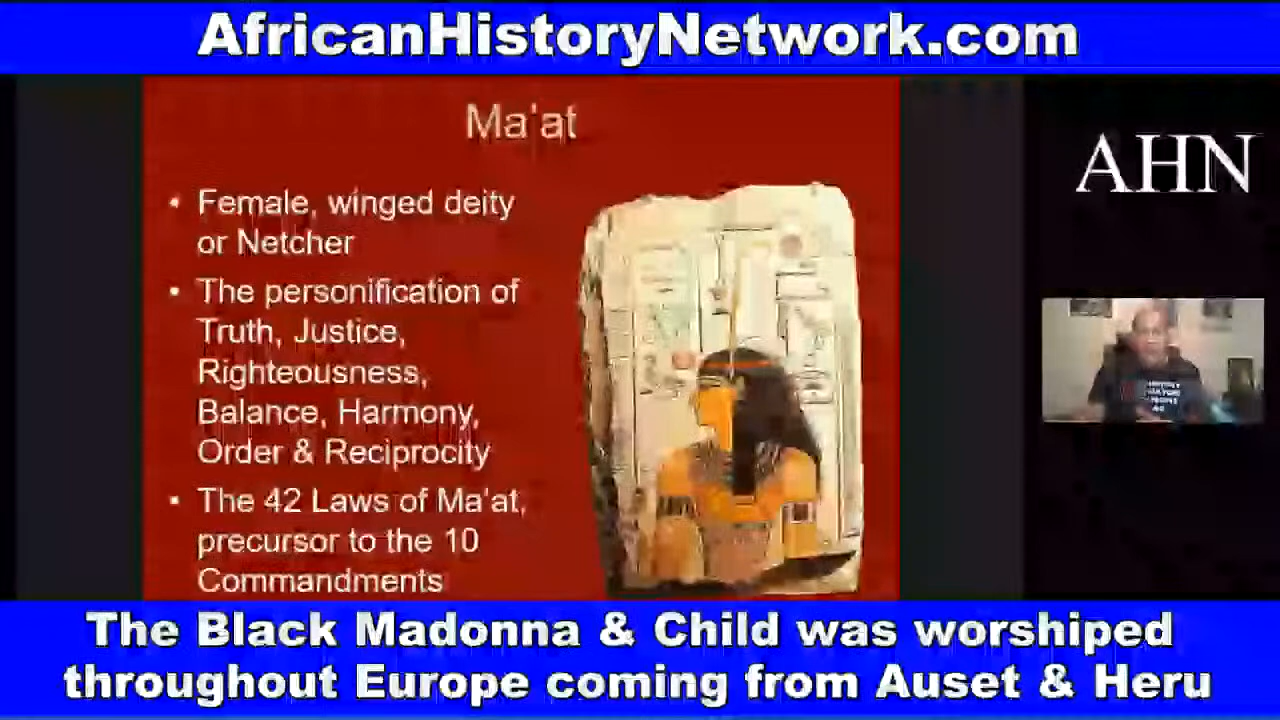 AfricanHistoryNetwork.com
Ma'at
• Female, winged deity
or Netcher
• The personification of
Truth, Justice,
Righteousness,
Balance, Harmony,
Order & Reciprocity
• The 42 Laws of Ma'at,
precursor to the 10
Commandments
AHN
The Black Madonna & Child was worshiped
throughout Europe coming from Auset & Heru